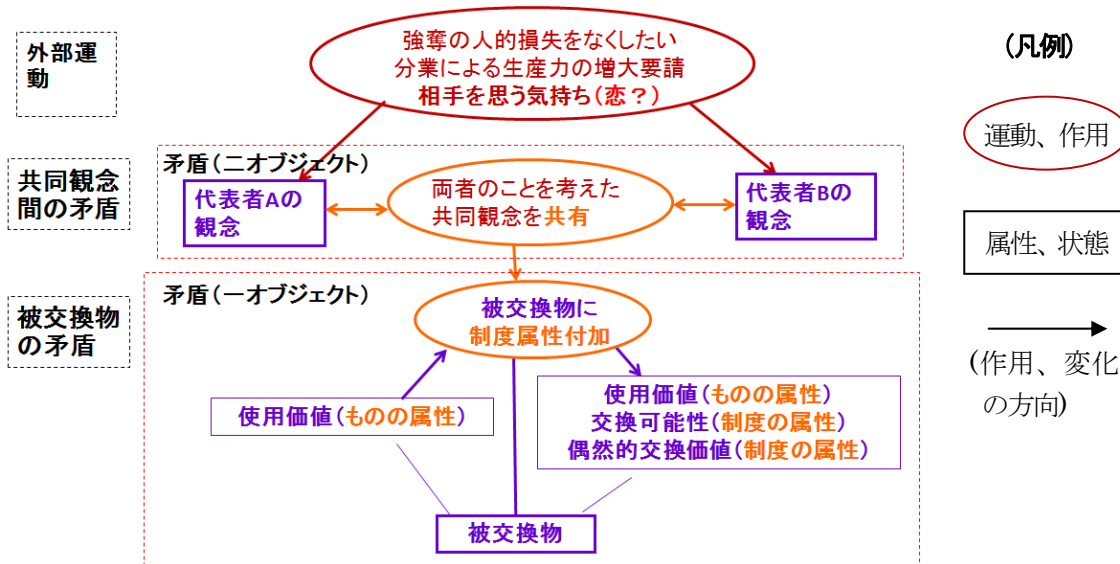 外部運
動
強奪の人的損失をなくしたい
分業による生産力の増大要請
相手を思う気持ち(恋？)
(凡例)
運動、作用
共同観念
間の矛盾
矛盾(二オブジェクト)
代表者Aの
観念
両者のことを考えた
共同観念を共有
代表者Bの
観念
属性、状態
被交換物
の矛盾
矛盾(一オブジェクト)
被交換物に
制度属性付加
(作用、変化
の方向)
使用価値(ものの属性)
使用価値(ものの属性)
交換可能性(制度の属性)
偶然的交換価値(制度の属性)
被交換物